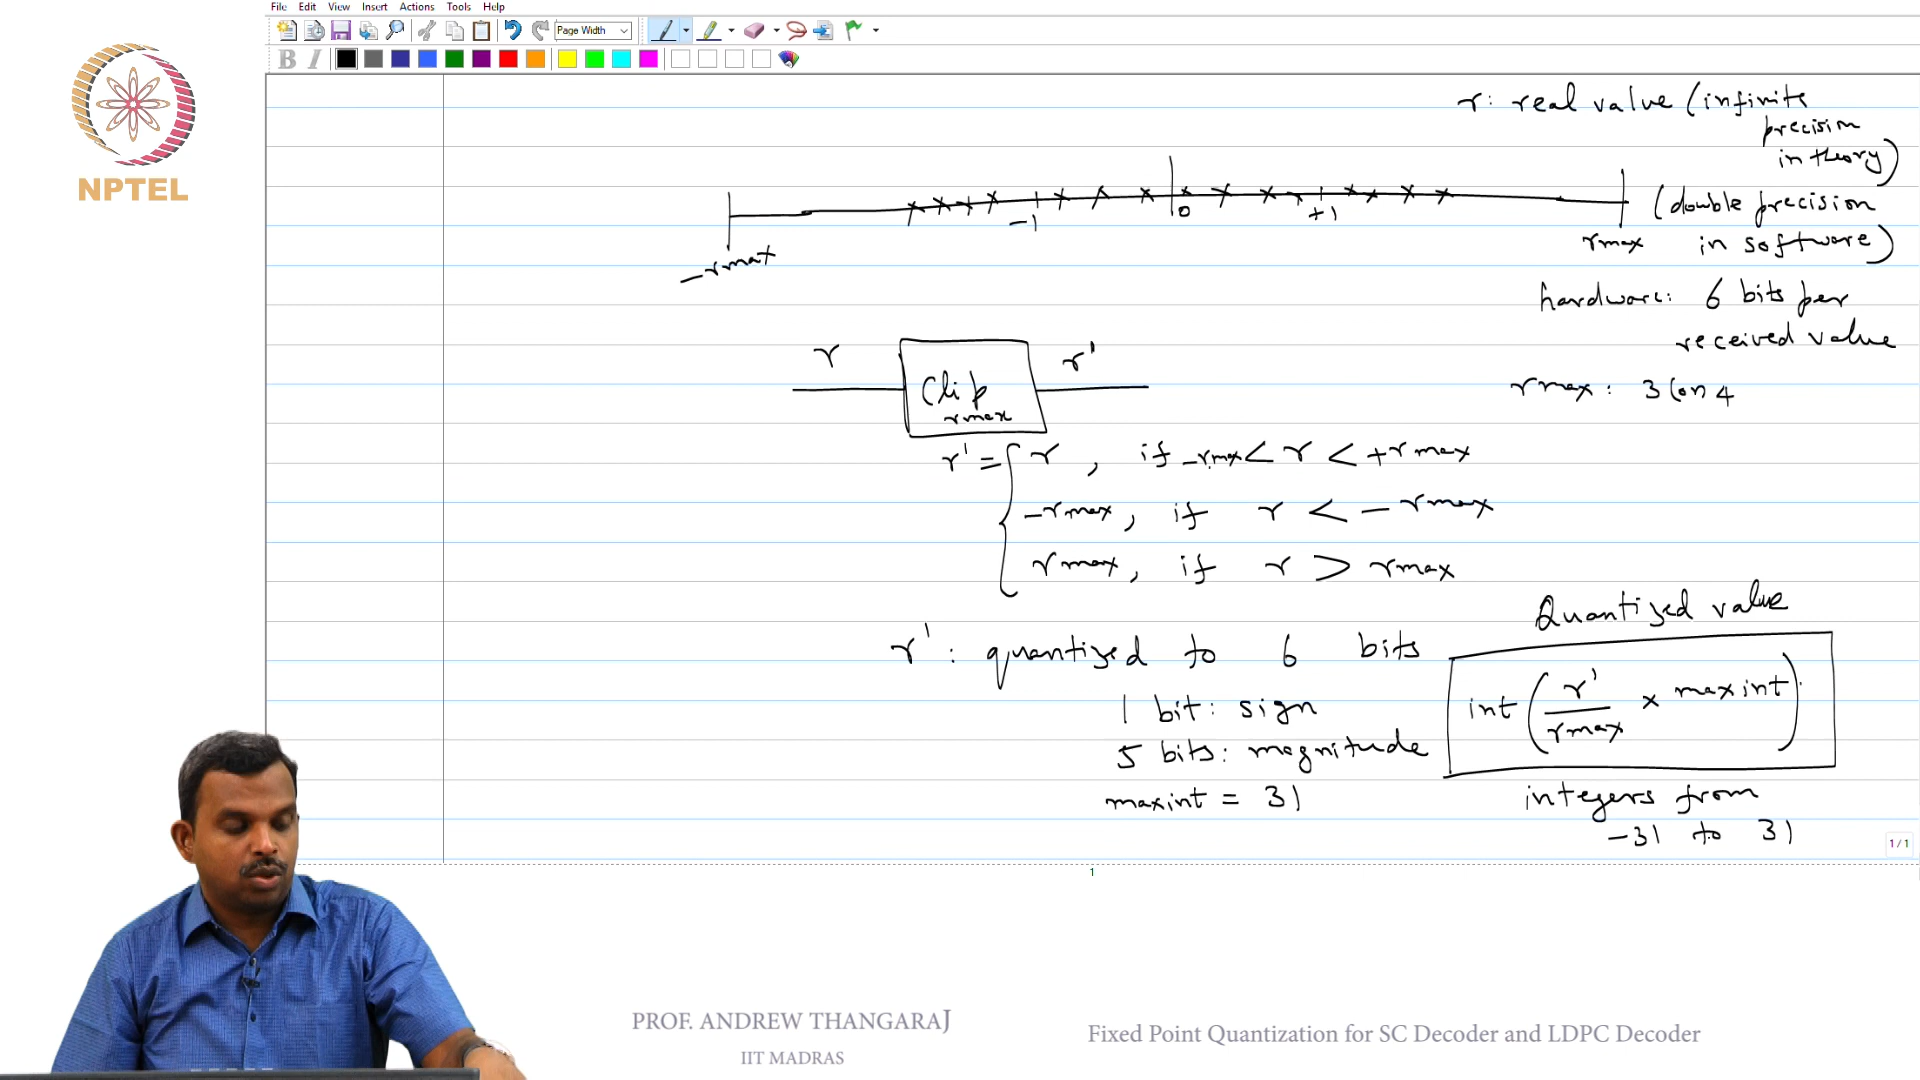 File Edit View Insert Actions Tools Help
Page Width
B I
NPTEL
r: real value (infinite
precision
in theory)
-rmax -1 0 +1 rmax
(double precision
in software)
hardware: 6 bits per
received value
rmax: 3 (or) 4
r Clip r'
rmax
r' = { r , if -rmax < r < +rmax
-rmax, if r < - rmax
rmax, if r > rmax
r' : quantized to 6 bits
1 bit: sign
5 bits: magnitude
maxint = 31
Quantized value
int ( r' / rmax x maxint )
integers from
-31 to 31
1 / 1
1
PROF. ANDREW THANGARAJ
IIT MADRAS
Fixed Point Quantization for SC Decoder and LDPC Decoder